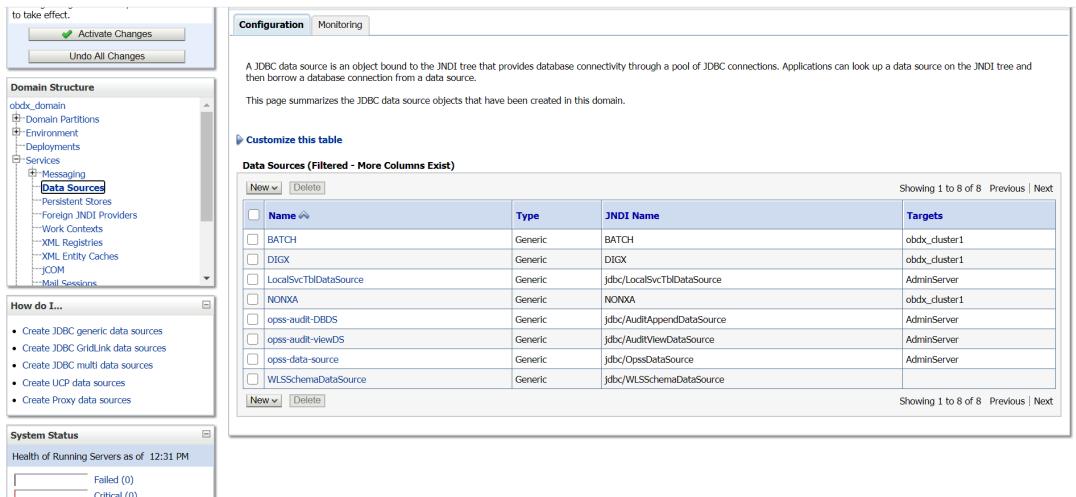 to take effect.
Activate Changes
Undo All Changes
Domain Structure
obdx_domain
Domain Partitions
Environment
Deployments
Services
Messaging
Data Sources
Persistent Stores
Foreign JNDI Providers
Work Contexts
XML Registries
XML Entity Caches
jCOM
Mail Sessions
How do I...
Create JDBC generic data sources
Create JDBC GridLink data sources
Create JDBC multi data sources
Create UCP data sources
Create Proxy data sources
System Status
Health of Running Servers as of 12:31 PM
Failed (0)
Critical (0)
Configuration Monitoring
A JDBC data source is an object bound to the JNDI tree that provides database connectivity through a pool of JDBC connections. Applications can look up a data source on the JNDI tree and
then borrow a database connection from a data source.
This page summarizes the JDBC data source objects that have been created in this domain.
Customize this table
Data Sources (Filtered - More Columns Exist)
New Delete Showing 1 to 8 of 8 Previous | Next
Name Type JNDI Name Targets
BATCH Generic BATCH obdx_cluster1
DIGX Generic DIGX obdx_cluster1
LocalSvcTblDataSource Generic jdbc/LocalSvcTblDataSource AdminServer
NONXA Generic NONXA obdx_cluster1
opss-audit-DBDS Generic jdbc/AuditAppendDataSource AdminServer
opss-audit-viewDS Generic jdbc/AuditViewDataSource AdminServer
opss-data-source Generic jdbc/OpssDataSource AdminServer
WLSSchemaDataSource Generic jdbc/WLSSchemaDataSource
New Delete Showing 1 to 8 of 8 Previous | Next